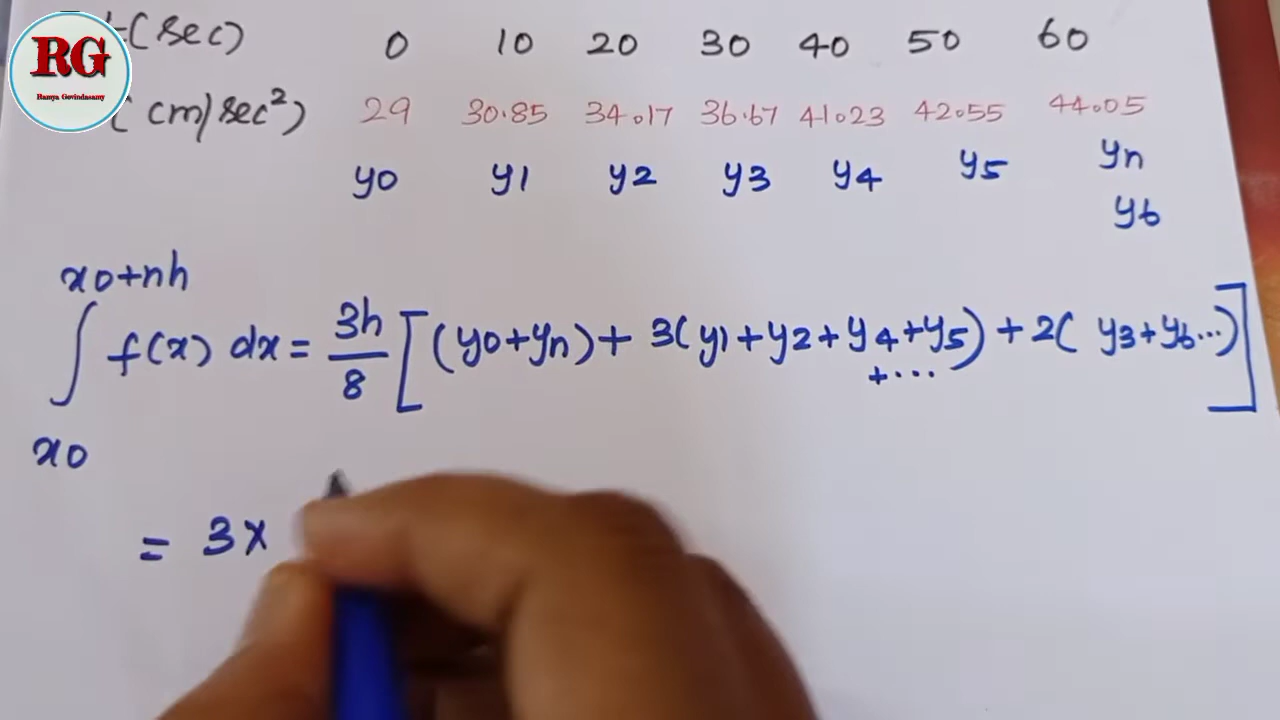 RG
Ramya Govindasamy
t(sec) 0 10 20 30 40 50 60
( cm/sec²) 29 30.85 34.17 36.67 41.23 42.55 44.05
y0 y1 y2 y3 y4 y5 yn
y6
x0+nh
∫ f(x) dx = 3h/8 [(y0+yn)+ 3(y1+y2+y4+y5) +2( y3+y6...)]
+...
x0
= 3x